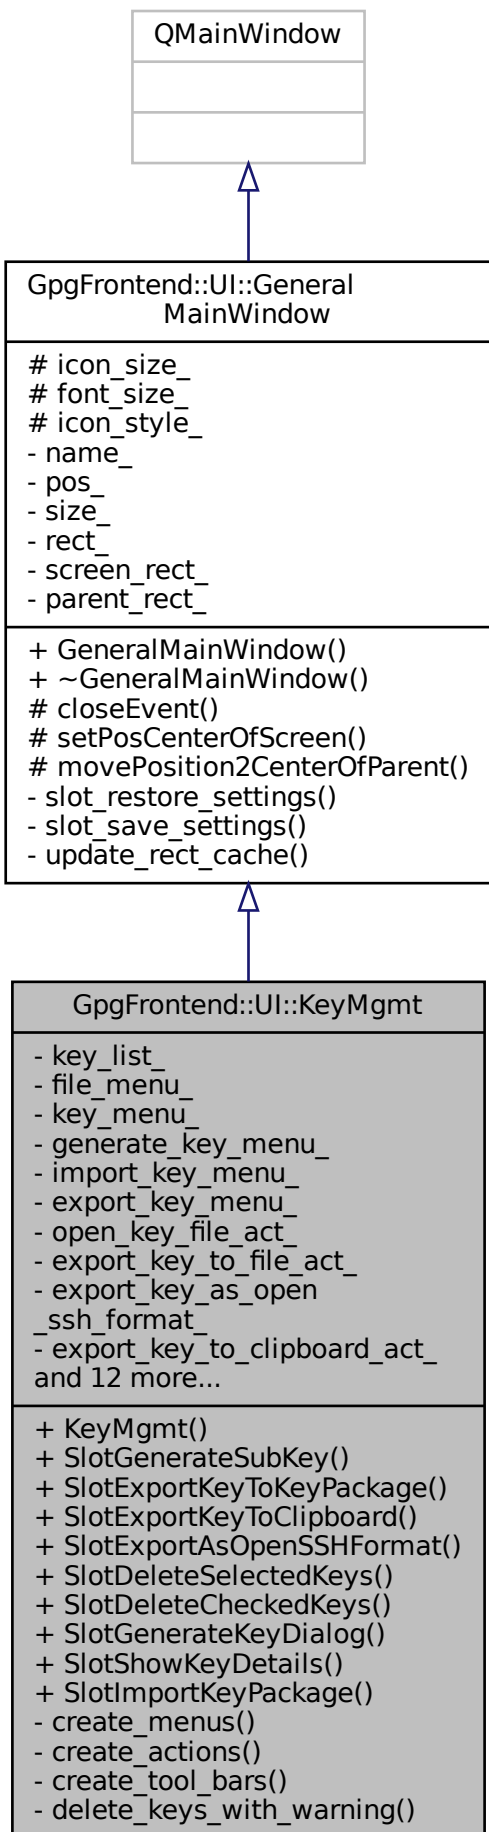 QMainWindow
GpgFrontend::UI::General
MainWindow
# icon_size_
# font_size_
# icon_style_
- name_
- pos_
- size_
- rect_
- screen_rect_
- parent_rect_
+ GeneralMainWindow()
+ ~GeneralMainWindow()
# closeEvent()
# setPosCenterOfScreen()
# movePosition2CenterOfParent()
- slot_restore_settings()
- slot_save_settings()
- update_rect_cache()
GpgFrontend::UI::KeyMgmt
- key_list_
- file_menu_
- key_menu_
- generate_key_menu_
- import_key_menu_
- export_key_menu_
- open_key_file_act_
- export_key_to_file_act_
- export_key_as_open
_ssh_format_
- export_key_to_clipboard_act_
and 12 more...
+ KeyMgmt()
+ SlotGenerateSubKey()
+ SlotExportKeyToKeyPackage()
+ SlotExportKeyToClipboard()
+ SlotExportAsOpenSSHFormat()
+ SlotDeleteSelectedKeys()
+ SlotDeleteCheckedKeys()
+ SlotGenerateKeyDialog()
+ SlotShowKeyDetails()
+ SlotImportKeyPackage()
- create_menus()
- create_actions()
- create_tool_bars()
- delete_keys_with_warning()